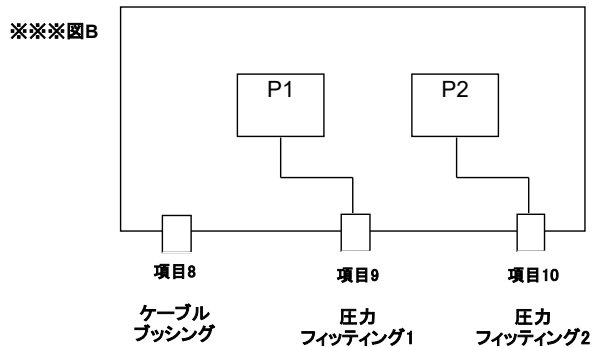 ※※※図B
P1
P2
項目8
項目9
項目10
ケーブル
ブッシング
圧力
フィッティング1
圧力
フィッティング2